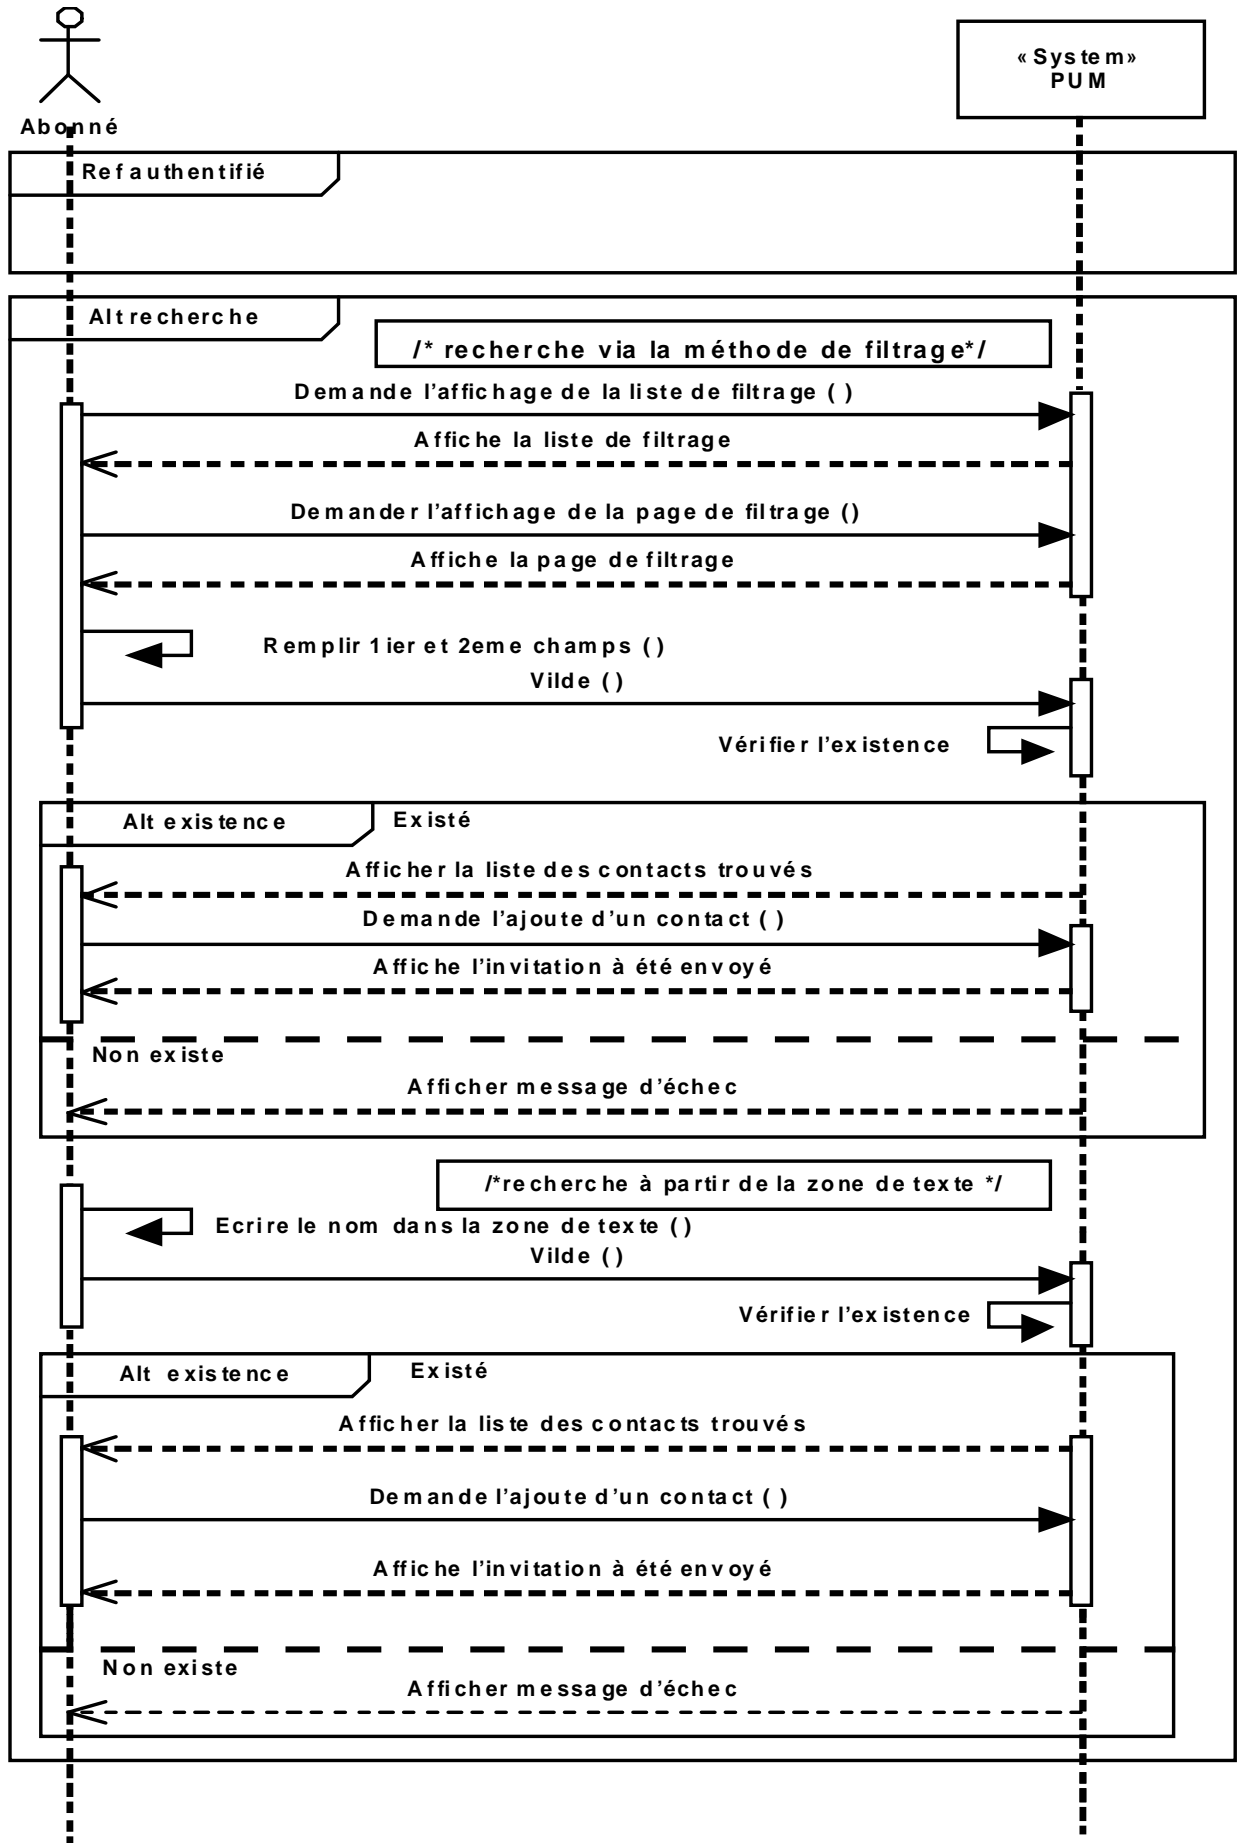 «System»
PUM
Abonné
Ref authentifié
Alt recherche
/* recherche via la méthode de filtrage*/
Demande l'affichage de la liste de filtrage ( )
Affiche la liste de filtrage
Demander l'affichage de la page de filtrage ()
Affiche la page de filtrage
Remplir 1ier et 2eme champs ( )
Vilde ( )
Vérifier l'existence
Alt existence
Existé
Afficher la liste des contacts trouvés
Demande l'ajoute d'un contact ( )
Affiche l'invitation à été envoyé
Non existe
Afficher message d'échec
/*recherche à partir de la zone de texte */
Ecrire le nom dans la zone de texte ( )
Vilde ( )
Vérifier l'existence
Alt existence
Existé
Afficher la liste des contacts trouvés
Demande l'ajoute d'un contact ( )
Affiche l'invitation à été envoyé
Non existe
Afficher message d'échec